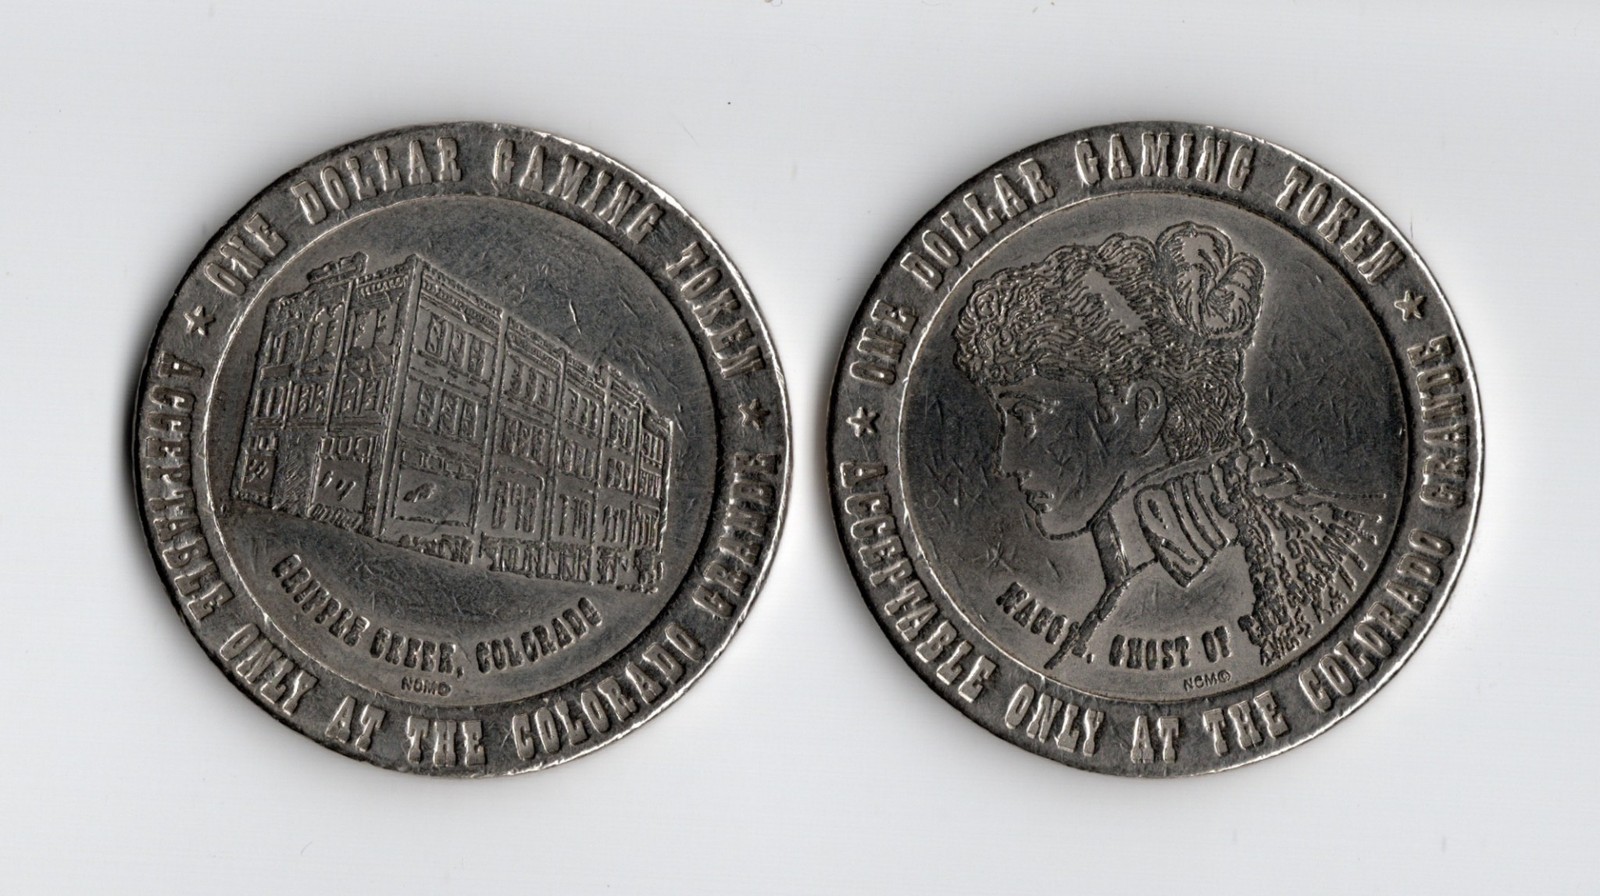 ★ ONE DOLLAR GAMING TOKEN ★
ACCEPTABLE ONLY AT THE COLORADO GRANDE
CRIPPLE CREEK, COLORADO
NCM©
★ ONE DOLLAR GAMING TOKEN ★
ACCEPTABLE ONLY AT THE COLORADO GRANDE
GHOST OF
NCM©